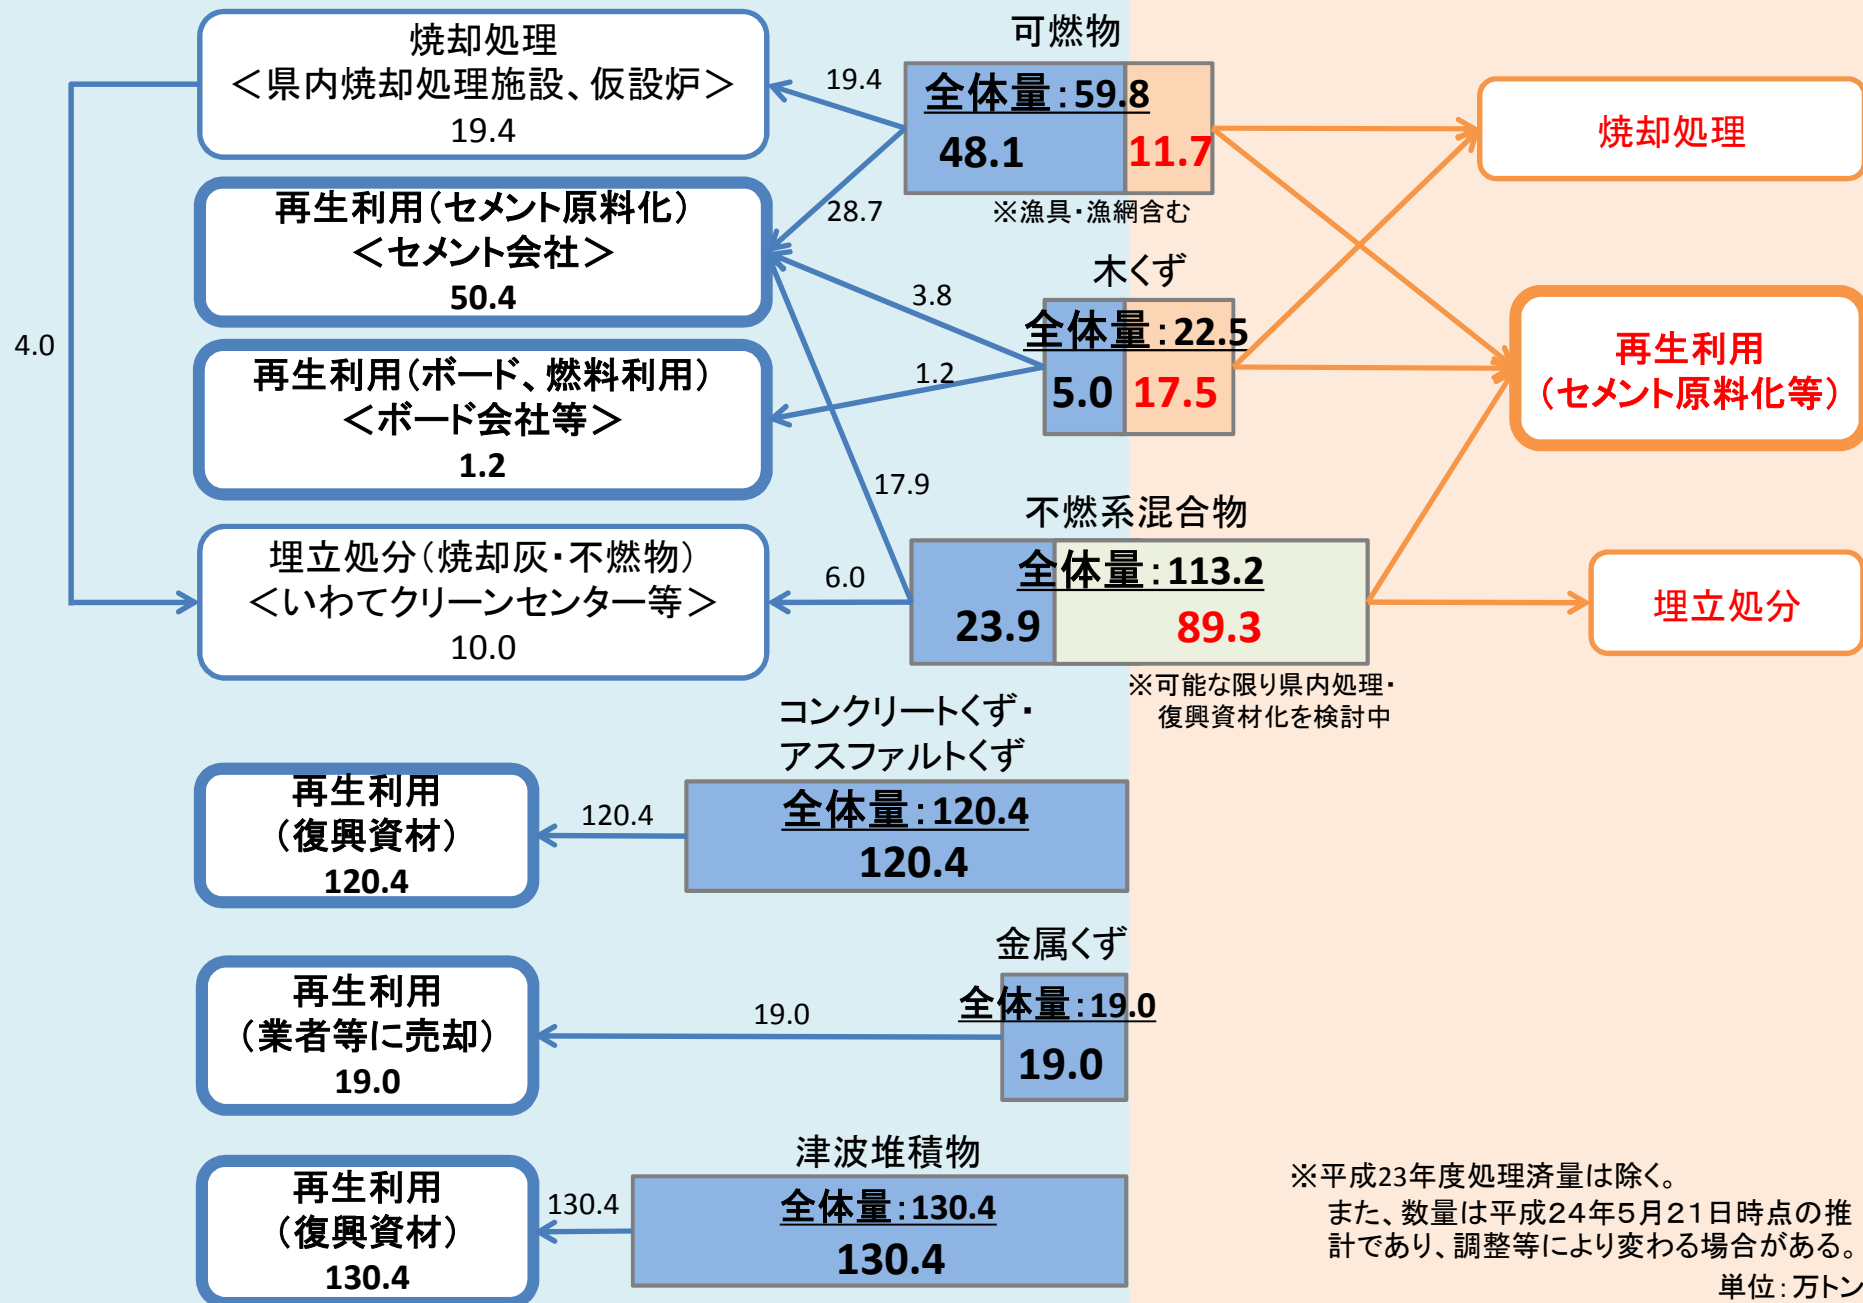 焼却処理
＜県内焼却処理施設、仮設炉＞
19.4
再生利用（セメント原料化）
＜セメント会社＞
50.4
再生利用（ボード、燃料利用）
＜ボード会社等＞
1.2
埋立処分（焼却灰・不燃物）
＜いわてクリーンセンター等＞
10.0
4.0
19.4
28.7
3.8
1.2
17.9
6.0
可燃物
全体量：59.8
48.1
11.7
※漁具・漁網含む
木くず
全体量：22.5
5.0
17.5
不燃系混合物
全体量：113.2
23.9
89.3
※可能な限り県内処理・
復興資材化を検討中
焼却処理
再生利用
（セメント原料化等）
埋立処分
コンクリートくず・
アスファルトくず
全体量：120.4
120.4
120.4
再生利用
（復興資材）
120.4
金属くず
全体量：19.0
19.0
19.0
再生利用
（業者等に売却）
19.0
津波堆積物
全体量：130.4
130.4
130.4
再生利用
（復興資材）
130.4
※平成23年度処理済量は除く。
また、数量は平成２４年５月２１日時点の推
計であり、調整等により変わる場合がある。
単位：万トン